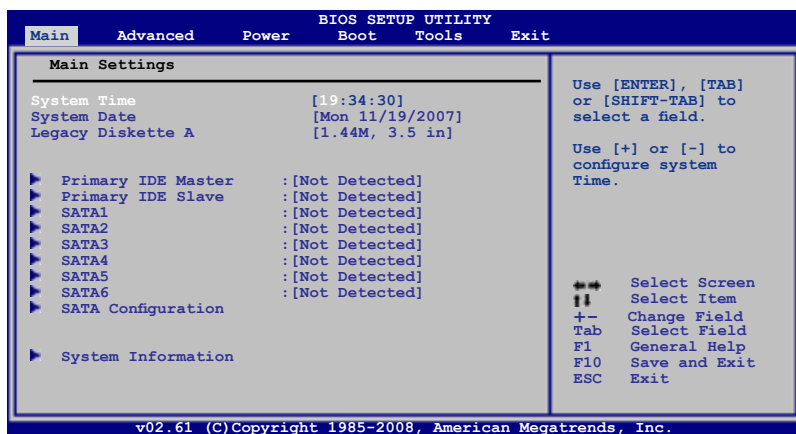 BIOS SETUP UTILITY
Main Advanced Power Boot Tools Exit
Main Settings
System Time [19:34:30]
System Date [Mon 11/19/2007]
Legacy Diskette A [1.44M, 3.5 in]
Primary IDE Master :[Not Detected]
Primary IDE Slave :[Not Detected]
SATA1 :[Not Detected]
SATA2 :[Not Detected]
SATA3 :[Not Detected]
SATA4 :[Not Detected]
SATA5 :[Not Detected]
SATA6 :[Not Detected]
SATA Configuration
System Information
Use [ENTER], [TAB]
or [SHIFT-TAB] to
select a field.
Use [+] or [-] to
configure system
Time.
←→ Select Screen
↑↓ Select Item
+- Change Field
Tab Select Field
F1 General Help
F10 Save and Exit
ESC Exit
v02.61 (C)Copyright 1985-2008, American Megatrends, Inc.